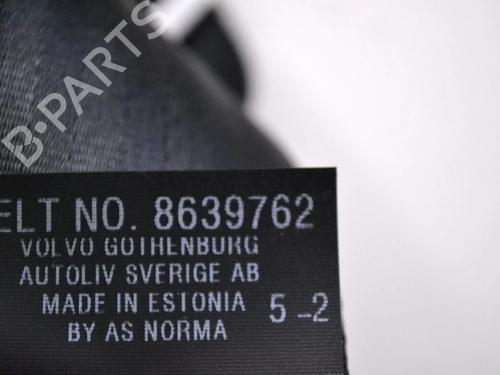 B-PARTS
ELT NO. 8639762
VOLVO GOTHENBURG
AUTOLIV SVERIGE AB
MADE IN ESTONIA 5-2
BY AS NORMA